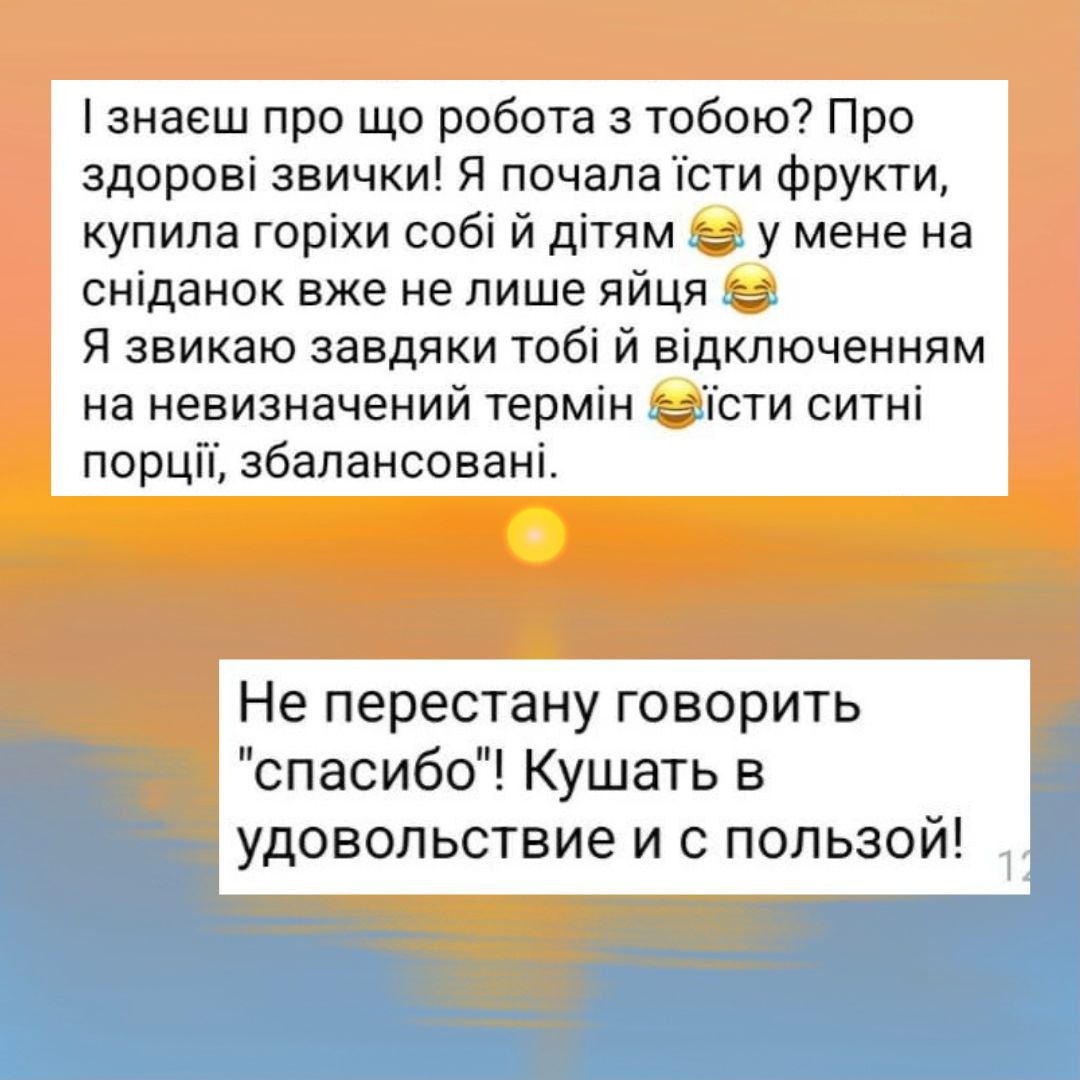 І знаєш про що робота з тобою? Про
здорові звички! Я почала їсти фрукти,
купила горіхи собі й дітям 😂 у мене на
сніданок вже не лише яйця 😂
Я звикаю завдяки тобі й відключенням
на невизначений термін 😂їсти ситні
порції, збалансовані.
Не перестану говорить
"спасибо"! Кушать в
удовольствие и с пользой!